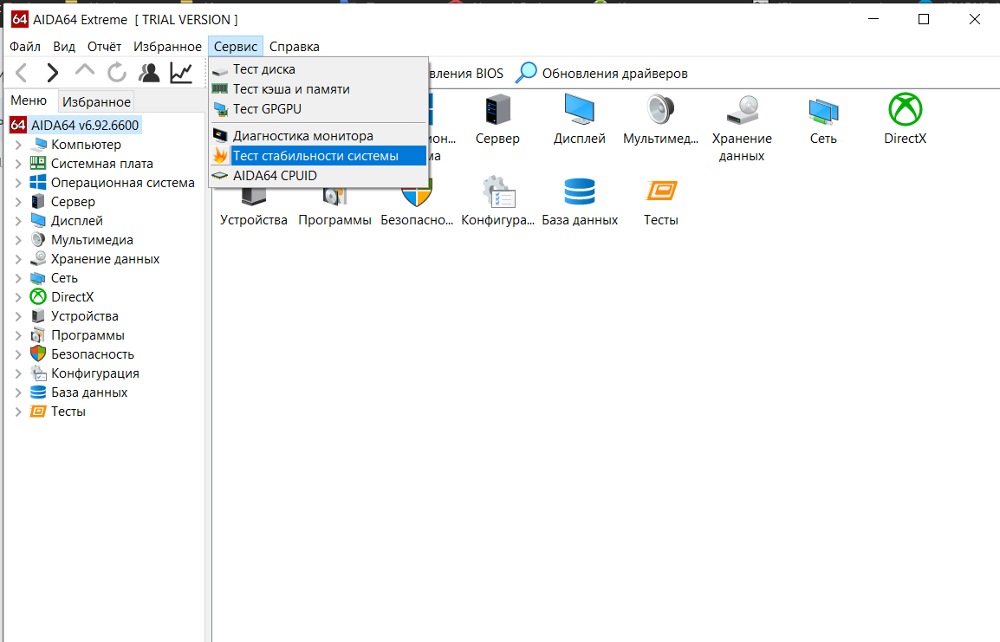 64 AIDA64 Extreme [ TRIAL VERSION ]
Файл Вид Отчёт Избранное Сервис Справка
вления BIOS Обновления драйверов
Тест диска
Тест кэша и памяти
Тест GPGPU
Диагностика монитора
Тест стабильности системы
AIDA64 CPUID
Меню Избранное
64 AIDA64 v6.92.6600
Компьютер
Системная плата
Операционная система
Сервер
Дисплей
Мультимедиа
Хранение данных
Сеть
DirectX
Устройства
Программы
Безопасность
Конфигурация
База данных
Тесты
ион... Сервер Дисплей Мультимед... Хранение Сеть DirectX
ма данных
Устройства Программы Безопасно... Конфигура... База данных Тесты